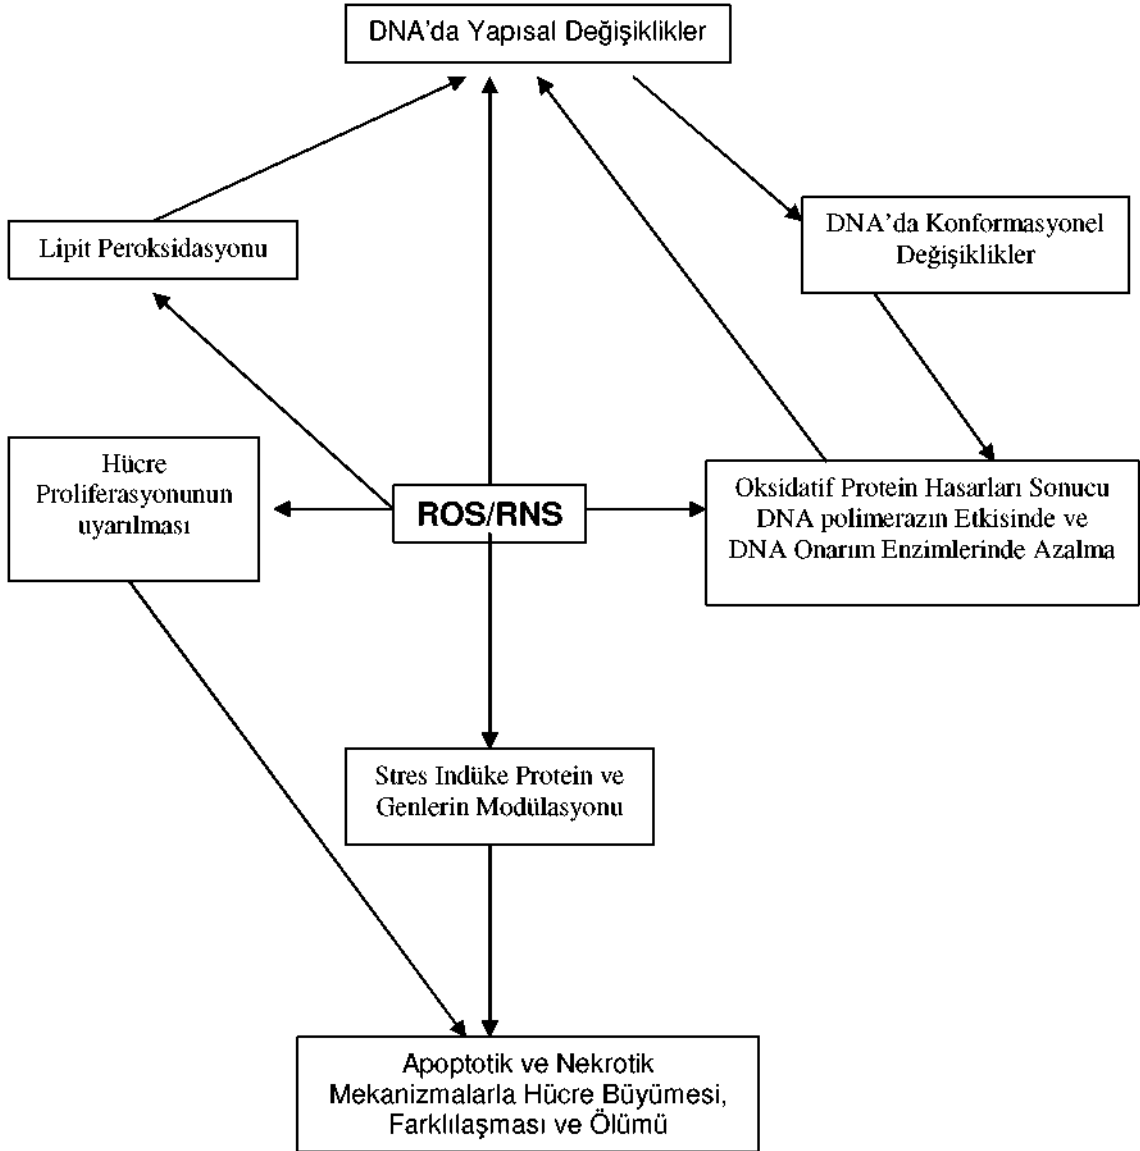 DNA'da Yapısal Değişiklikler
Lipit Peroksidasyonu
DNA'da Konformasyonel
Değişiklikler
Hücre
Proliferasyonunun
uyarılması
ROS/RNS
Oksidatif Protein Hasarları Sonucu
DNA polimerazın Etkisinde ve
DNA Onarım Enzimlerinde Azalma
Stres Indüke Protein ve
Genlerin Modülasyonu
Apoptotik ve Nekrotik
Mekanizmalarla Hücre Büyümesi,
Farklılaşması ve Ölümü